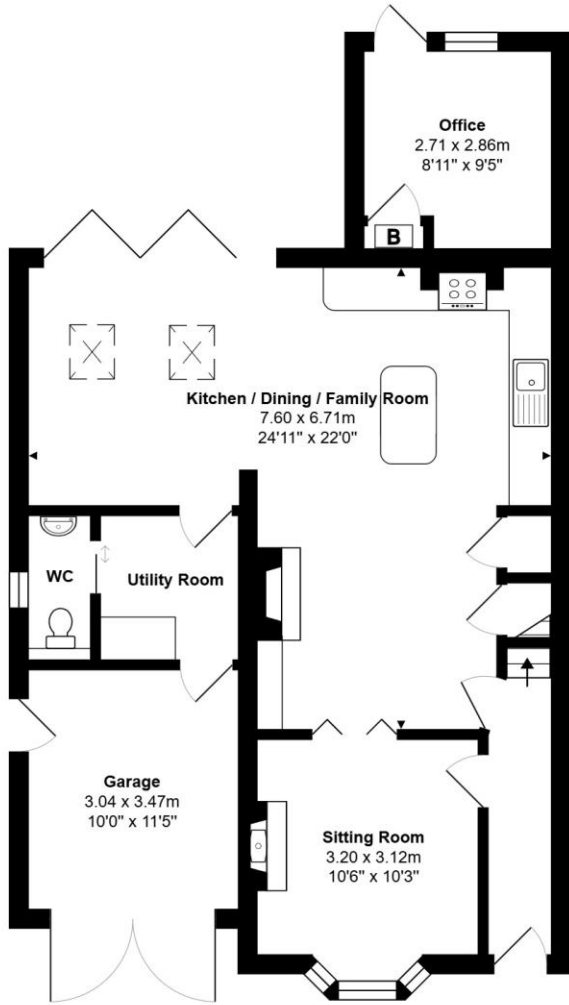 Office
2.71 x 2.86m
8'11" x 9'5"
B
Kitchen / Dining / Family Room
7.60 x 6.71m
24'11" x 22'0"
WC
Utility Room
Garage
3.04 x 3.47m
10'0" x 11'5"
Sitting Room
3.20 x 3.12m
10'6" x 10'3"